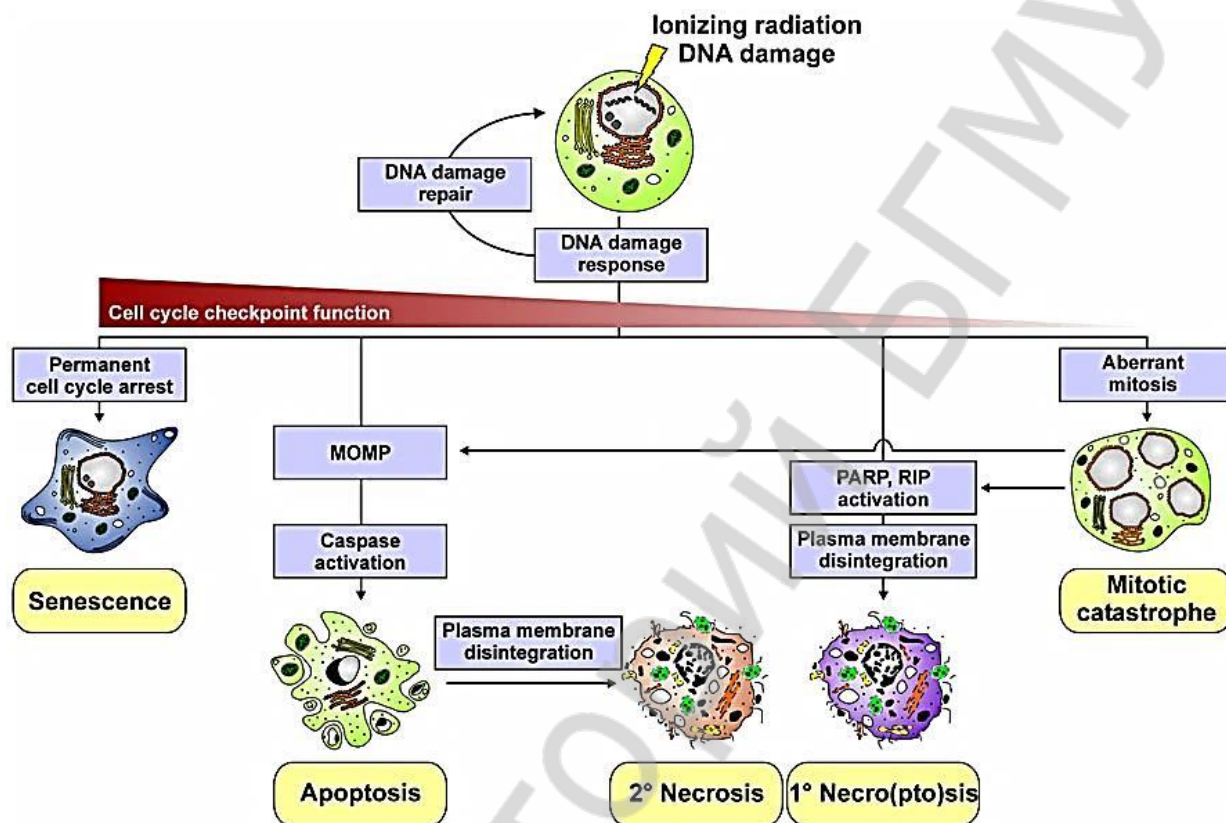 Ionizing radiation
DNA damage
DNA damage
repair
DNA damage
response
Cell cycle checkpoint function
Permanent
cell cycle arrest
Aberrant
mitosis
MOMP
PARP, RIP
activation
Caspase
activation
Plasma membrane
disintegration
Senescence
Mitotic
catastrophe
Plasma membrane
disintegration
Apoptosis
2° Necrosis
1° Necro(pto)sis
ТОРИЙ БГМУ